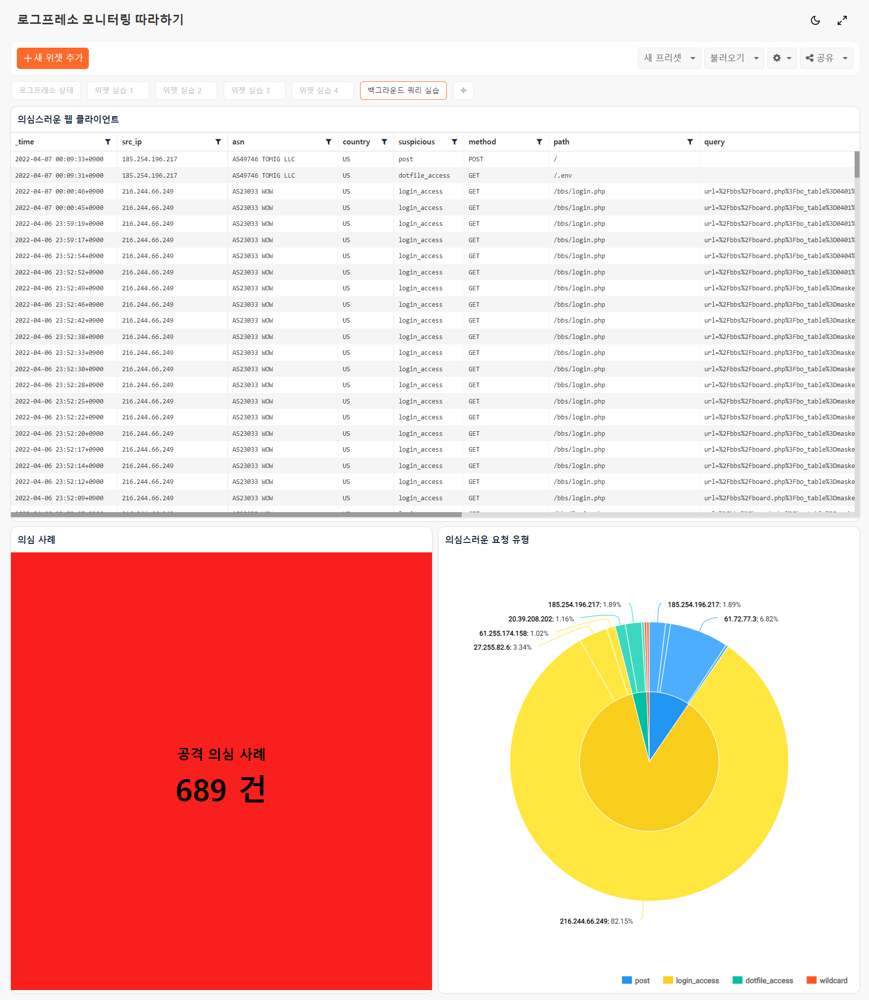 로그프레소 모니터링 따라하기
새 위젯 추가
새 프리셋 불러오기 공유
로그프레소 상태 위젯 실습 1 위젯 실습 2 위젯 실습 3 위젯 실습 4 백그라운드 쿼리 실습
의심스러운 웹 클라이언트
_time src_ip asn country suspicious method path query
2022-04-07 00:09:33+0900 185.254.196.217 AS49746 TOMIG LLC US post POST /
2022-04-07 00:09:31+0900 185.254.196.217 AS49746 TOMIG LLC US dotfile_access GET /.env
2022-04-07 00:00:46+0900 216.244.66.249 AS23033 WOW US login_access GET /bbs/login.php url=%2Fbbs%2Fboard.php%3Fbo_table%3D0401%
2022-04-07 00:00:45+0900 216.244.66.249 AS23033 WOW US login_access GET /bbs/login.php url=%2Fbbs%2Fboard.php%3Fbo_table%3D0401%
2022-04-06 23:59:19+0900 216.244.66.249 AS23033 WOW US login_access GET /bbs/login.php url=%2Fbbs%2Fboard.php%3Fbo_table%3D0401%
2022-04-06 23:59:17+0900 216.244.66.249 AS23033 WOW US login_access GET /bbs/login.php url=%2Fbbs%2Fboard.php%3Fbo_table%3D0401%
2022-04-06 23:52:54+0900 216.244.66.249 AS23033 WOW US login_access GET /bbs/login.php url=%2Fbbs%2Fboard.php%3Fbo_table%3D0404%
2022-04-06 23:52:52+0900 216.244.66.249 AS23033 WOW US login_access GET /bbs/login.php url=%2Fbbs%2Fboard.php%3Fbo_table%3D0401%
2022-04-06 23:52:49+0900 216.244.66.249 AS23033 WOW US login_access GET /bbs/login.php url=%2Fbbs%2Fboard.php%3Fbo_table%3Dmaske
2022-04-06 23:52:46+0900 216.244.66.249 AS23033 WOW US login_access GET /bbs/login.php url=%2Fbbs%2Fboard.php%3Fbo_table%3Dmaske
2022-04-06 23:52:42+0900 216.244.66.249 AS23033 WOW US login_access GET /bbs/login.php url=%2Fbbs%2Fboard.php%3Fbo_table%3Dmaske
2022-04-06 23:52:38+0900 216.244.66.249 AS23033 WOW US login_access GET /bbs/login.php url=%2Fbbs%2Fboard.php%3Fbo_table%3Dmaske
2022-04-06 23:52:33+0900 216.244.66.249 AS23033 WOW US login_access GET /bbs/login.php url=%2Fbbs%2Fboard.php%3Fbo_table%3Dmaske
2022-04-06 23:52:30+0900 216.244.66.249 AS23033 WOW US login_access GET /bbs/login.php url=%2Fbbs%2Fboard.php%3Fbo_table%3Dmaske
2022-04-06 23:52:28+0900 216.244.66.249 AS23033 WOW US login_access GET /bbs/login.php url=%2Fbbs%2Fboard.php%3Fbo_table%3Dmaske
2022-04-06 23:52:25+0900 216.244.66.249 AS23033 WOW US login_access GET /bbs/login.php url=%2Fbbs%2Fboard.php%3Fbo_table%3Dmaske
2022-04-06 23:52:22+0900 216.244.66.249 AS23033 WOW US login_access GET /bbs/login.php url=%2Fbbs%2Fboard.php%3Fbo_table%3Dmaske
2022-04-06 23:52:20+0900 216.244.66.249 AS23033 WOW US login_access GET /bbs/login.php url=%2Fbbs%2Fboard.php%3Fbo_table%3Dmaske
2022-04-06 23:52:17+0900 216.244.66.249 AS23033 WOW US login_access GET /bbs/login.php url=%2Fbbs%2Fboard.php%3Fbo_table%3Dmaske
2022-04-06 23:52:14+0900 216.244.66.249 AS23033 WOW US login_access GET /bbs/login.php url=%2Fbbs%2Fboard.php%3Fbo_table%3Dmaske
2022-04-06 23:52:12+0900 216.244.66.249 AS23033 WOW US login_access GET /bbs/login.php url=%2Fbbs%2Fboard.php%3Fbo_table%3Dmaske
2022-04-06 23:52:09+0900 216.244.66.249 AS23033 WOW US login_access GET /bbs/login.php url=%2Fbbs%2Fboard.php%3Fbo_table%3Dmaske
의심 사례
공격 의심 사례
689 건
의심스러운 요청 유형
185.254.196.217: 1.89% 185.254.196.217: 1.89%
20.39.208.202: 1.16% 61.72.77.3: 6.82%
61.255.174.158: 1.02%
27.255.82.6: 3.34%
216.244.66.249: 82.15%
post login_access dotfile_access wildcard